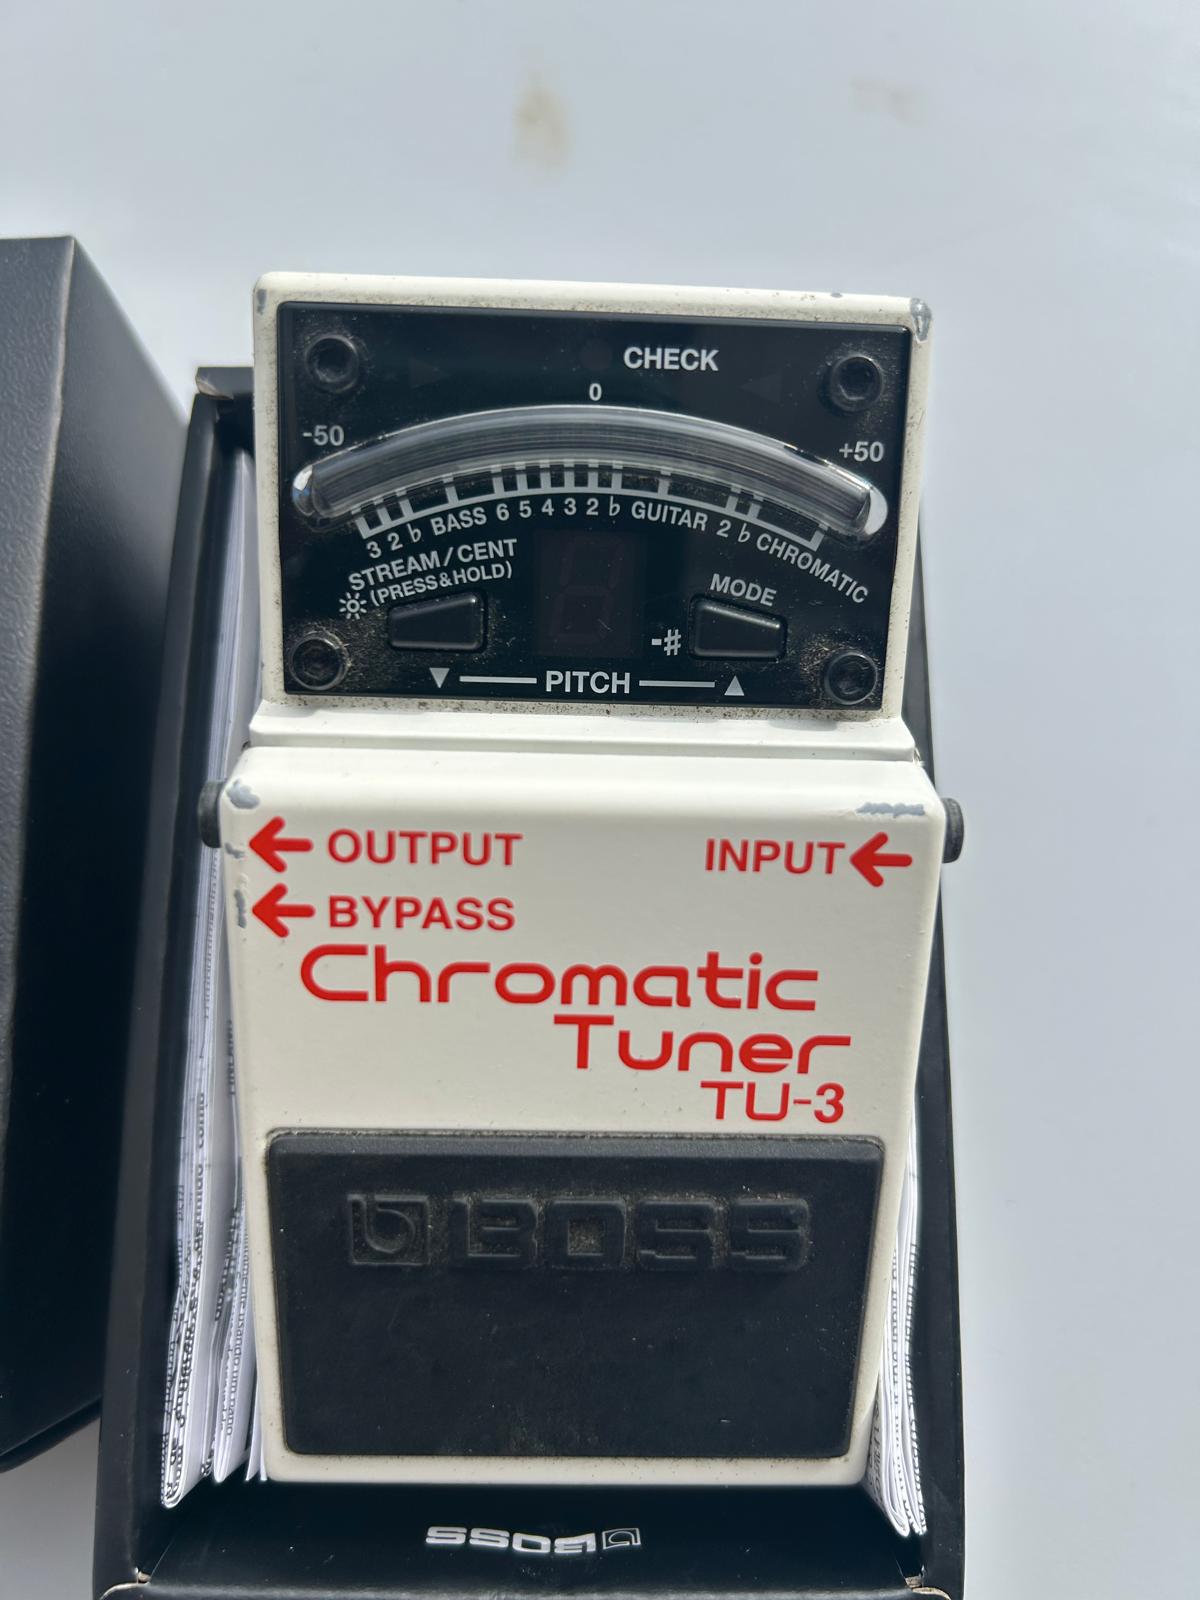 CHECK
0
-50
+50
3 2 ♭ BASS 6 5 4 3 2 ♭ GUITAR 2 ♭ CHROMATIC
STREAM/CENT
(PRESS&HOLD)
MODE
-#
▼ PITCH ▲
← OUTPUT
INPUT ←
← BYPASS
Chromatic
Tuner
TU-3
BOSS
BOSS